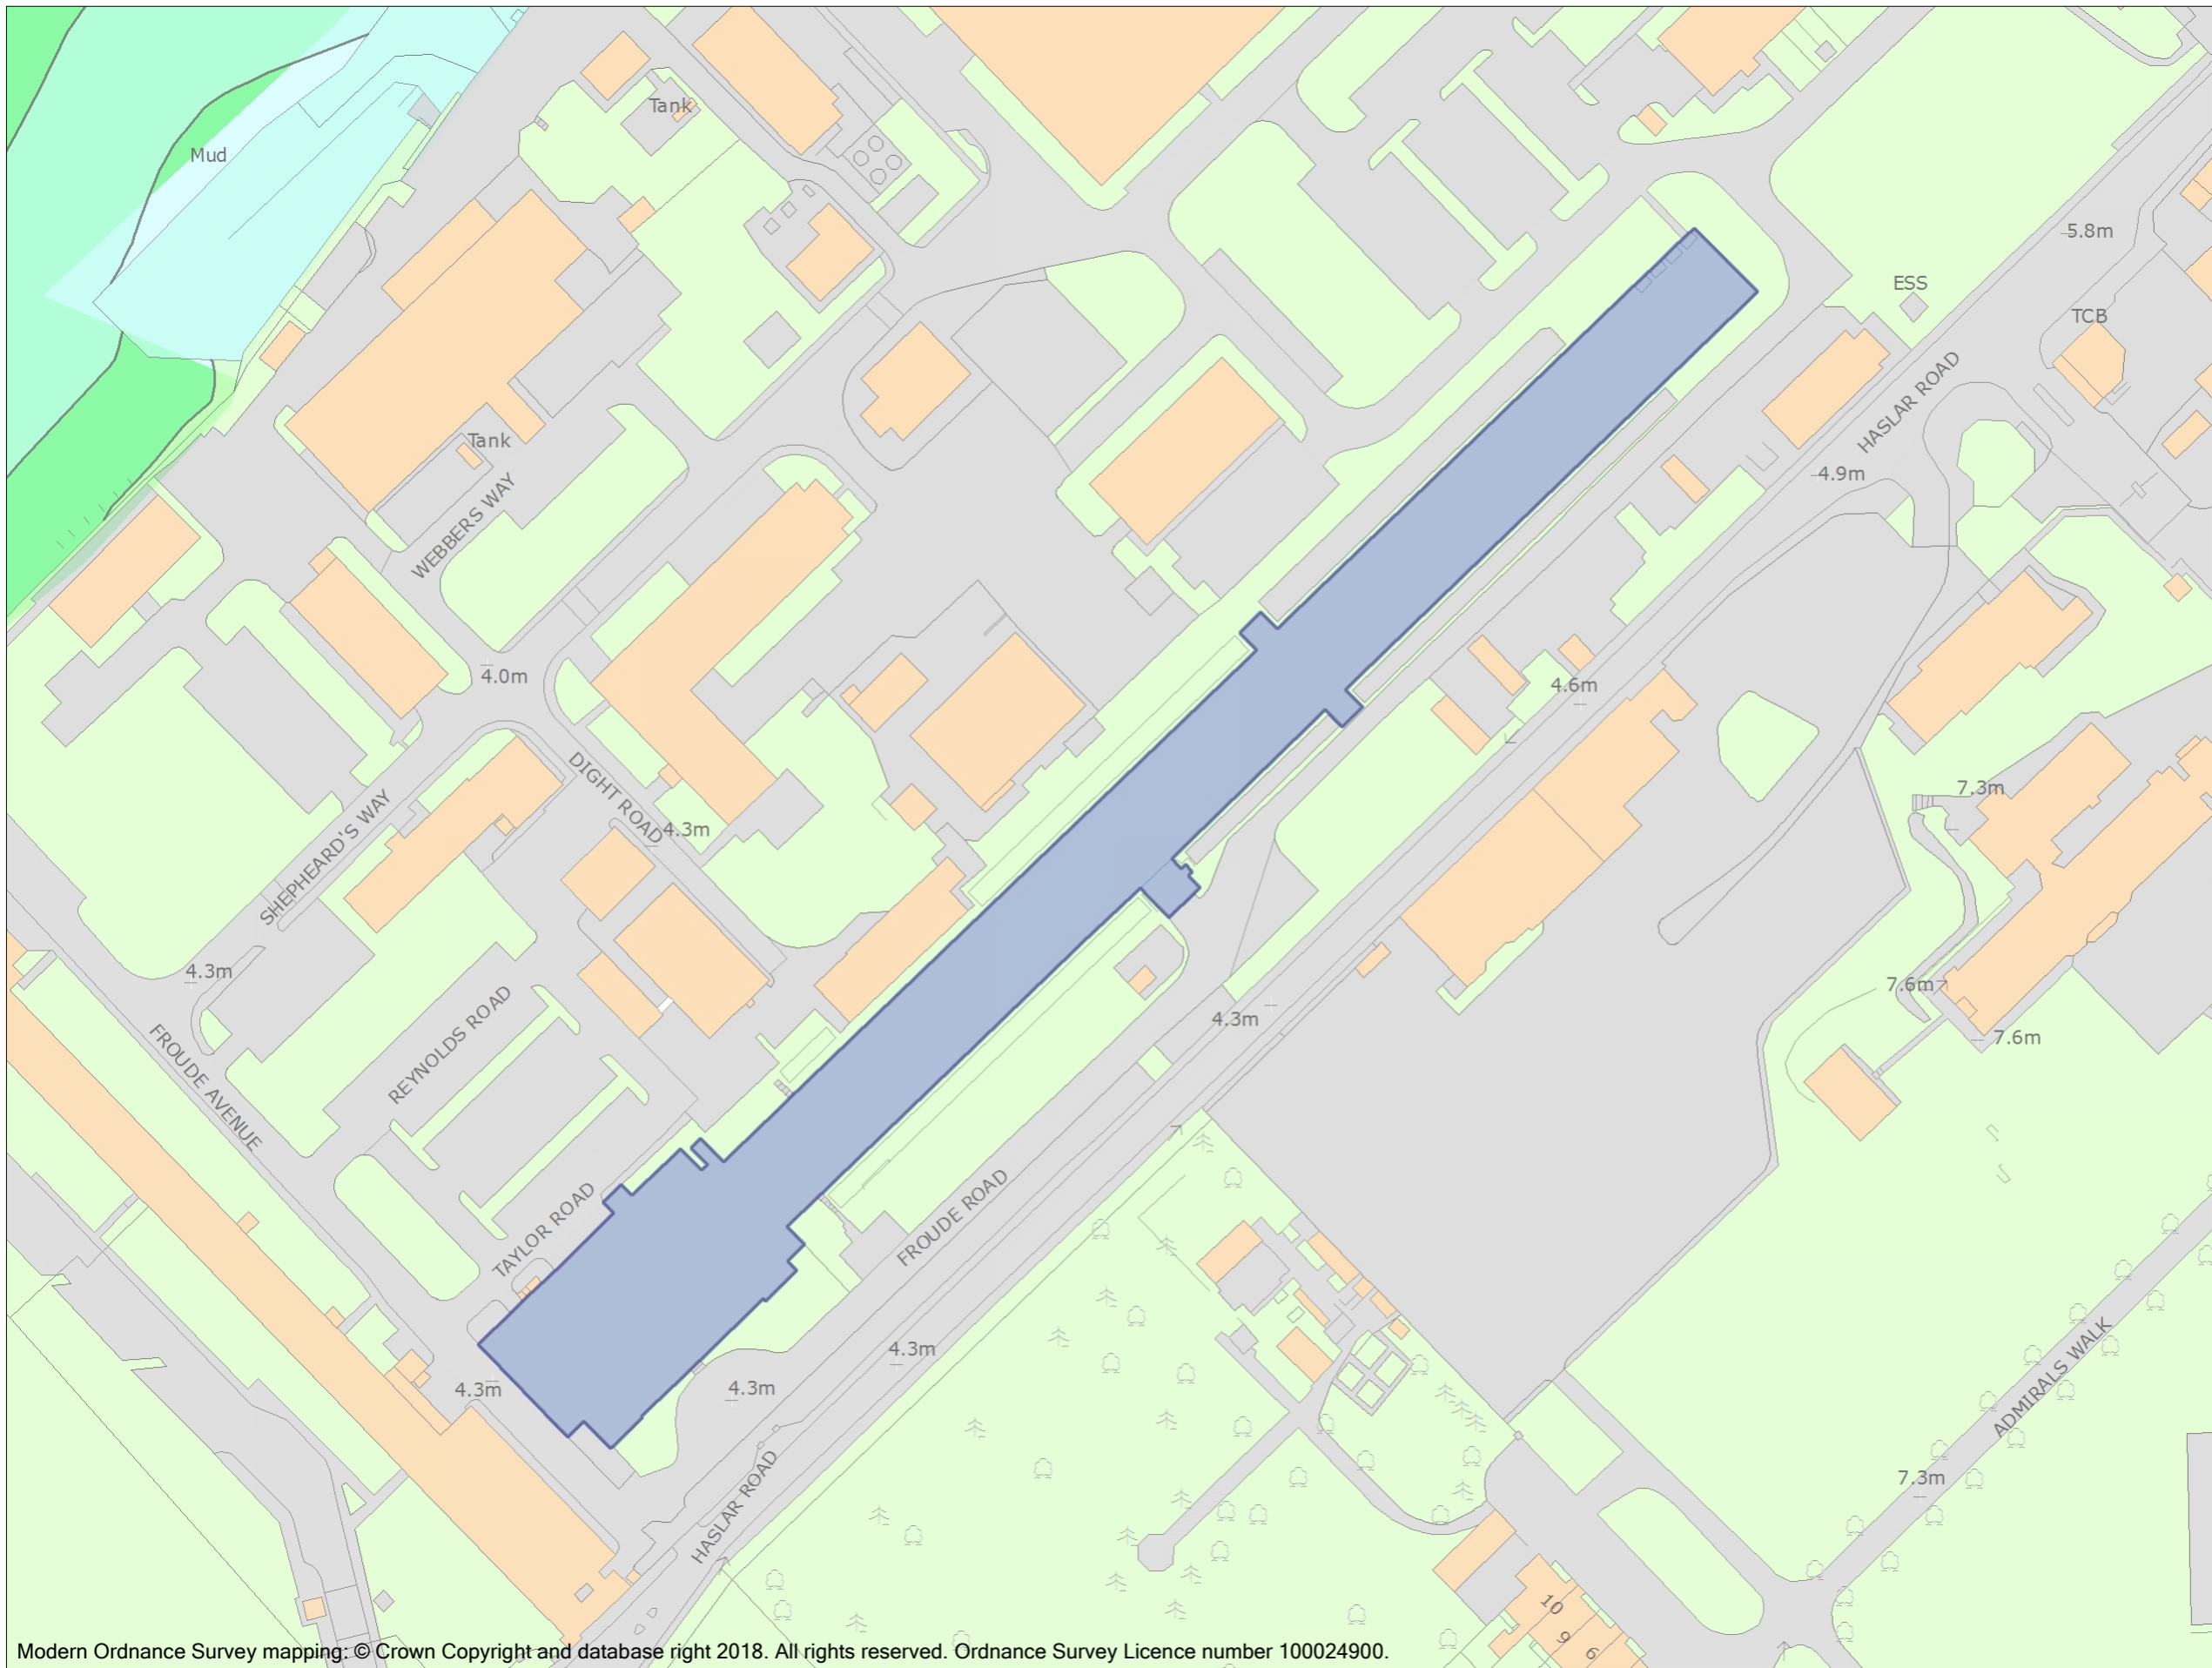 Tank
Mud
5.8m
ESS
TCB
HASLAR ROAD
Tank
4.9m
WEBBERS WAY
4.0m
4.6m
DIGHT ROAD
7.3m
4.3m
SHEPHEARD'S WAY
4.3m
7.6m
REYNOLDS ROAD
4.3m
7.6m
FROUDE AVENUE
FROUDE ROAD
TAYLOR ROAD
4.3m
4.3m
4.3m
ADMIRALS WALK
7.3m
HASLAR ROAD
10
9
6
Modern Ordnance Survey mapping: © Crown Copyright and database right 2018. All rights reserved. Ordnance Survey Licence number 100024900.